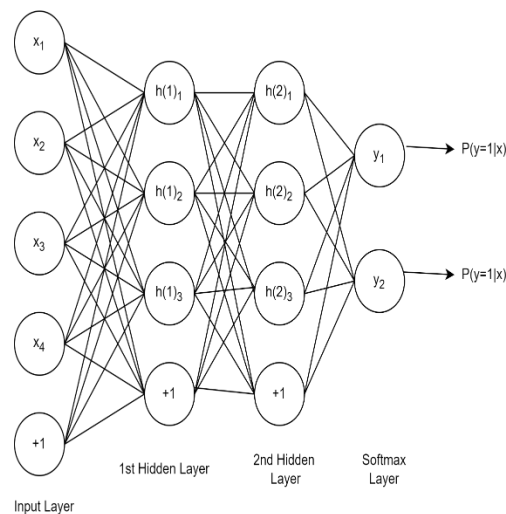 x1
x2
x3
x4
+1
h(1)1
h(1)2
h(1)3
+1
h(2)1
h(2)2
h(2)3
+1
y1
y2
P(y=1|x)
P(y=1|x)
Input Layer
1st Hidden Layer
2nd Hidden
Layer
Softmax
Layer